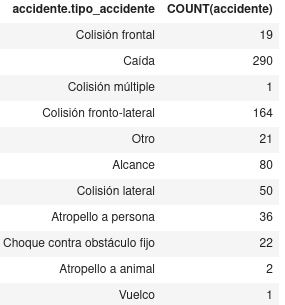 accidente.tipo_accidente COUNT(accidente)
Colisión frontal 19
Caída 290
Colisión múltiple 1
Colisión fronto-lateral 164
Otro 21
Alcance 80
Colisión lateral 50
Atropello a persona 36
Choque contra obstáculo fijo 22
Atropello a animal 2
Vuelco 1